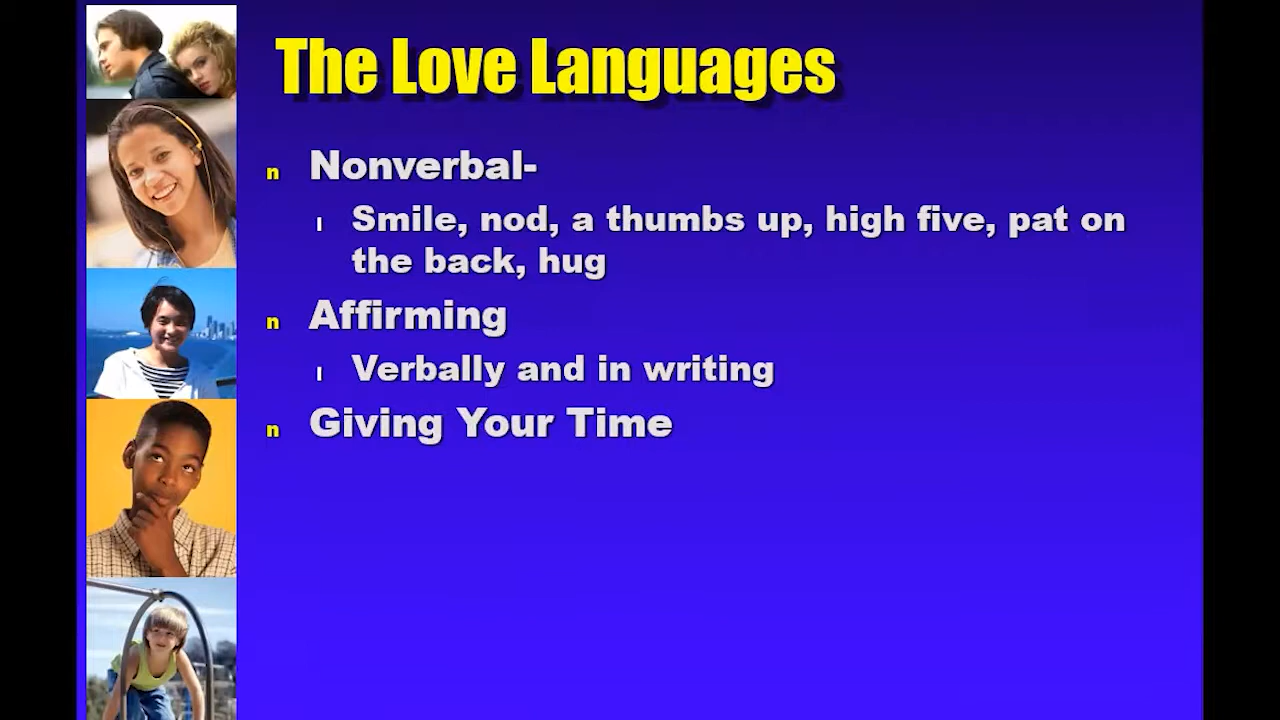 The Love Languages
n Nonverbal-
l Smile, nod, a thumbs up, high five, pat on
the back, hug
n Affirming
l Verbally and in writing
n Giving Your Time